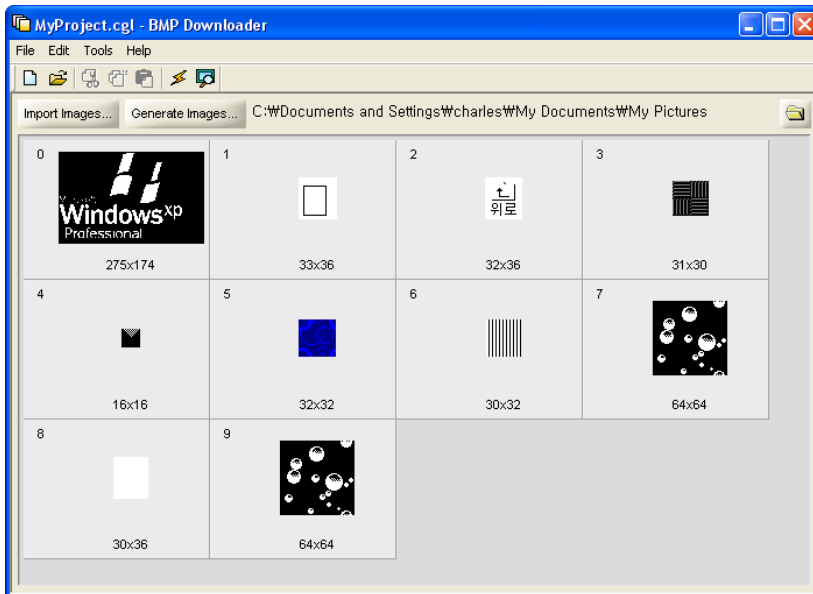 MyProject.cgl - BMP Downloader
File Edit Tools Help
Import Images... Generate Images... C:₩Documents and Settings₩charles₩My Documents₩My Pictures
0 1 2 3
Windows xp
Professional
위로
275x174 33x36 32x36 31x30
4 5 6 7
16x16 32x32 30x32 64x64
8 9
30x36 64x64